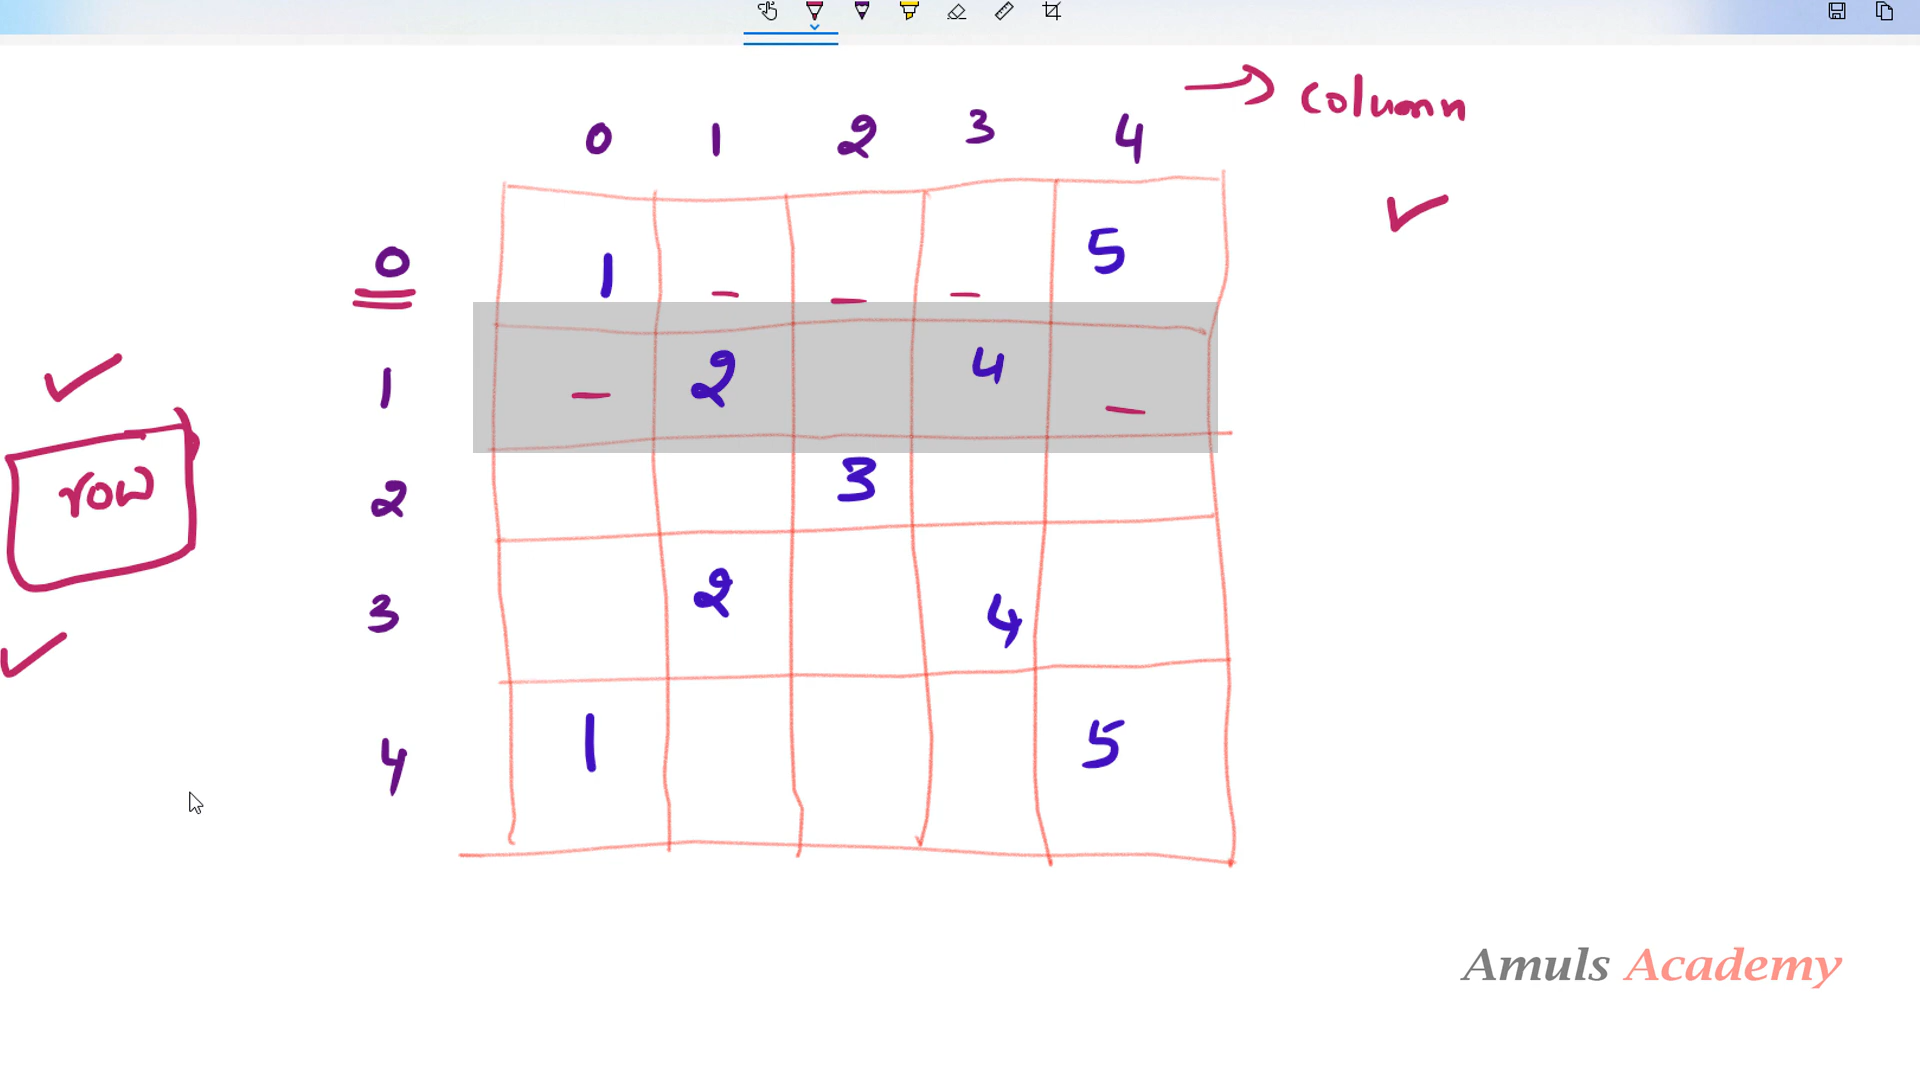 → column
0 1 2 3 4
0 1 - - - 5
1 - 2 4 -
row
2 3
3 2 4
4 1 5
Amuls Academy